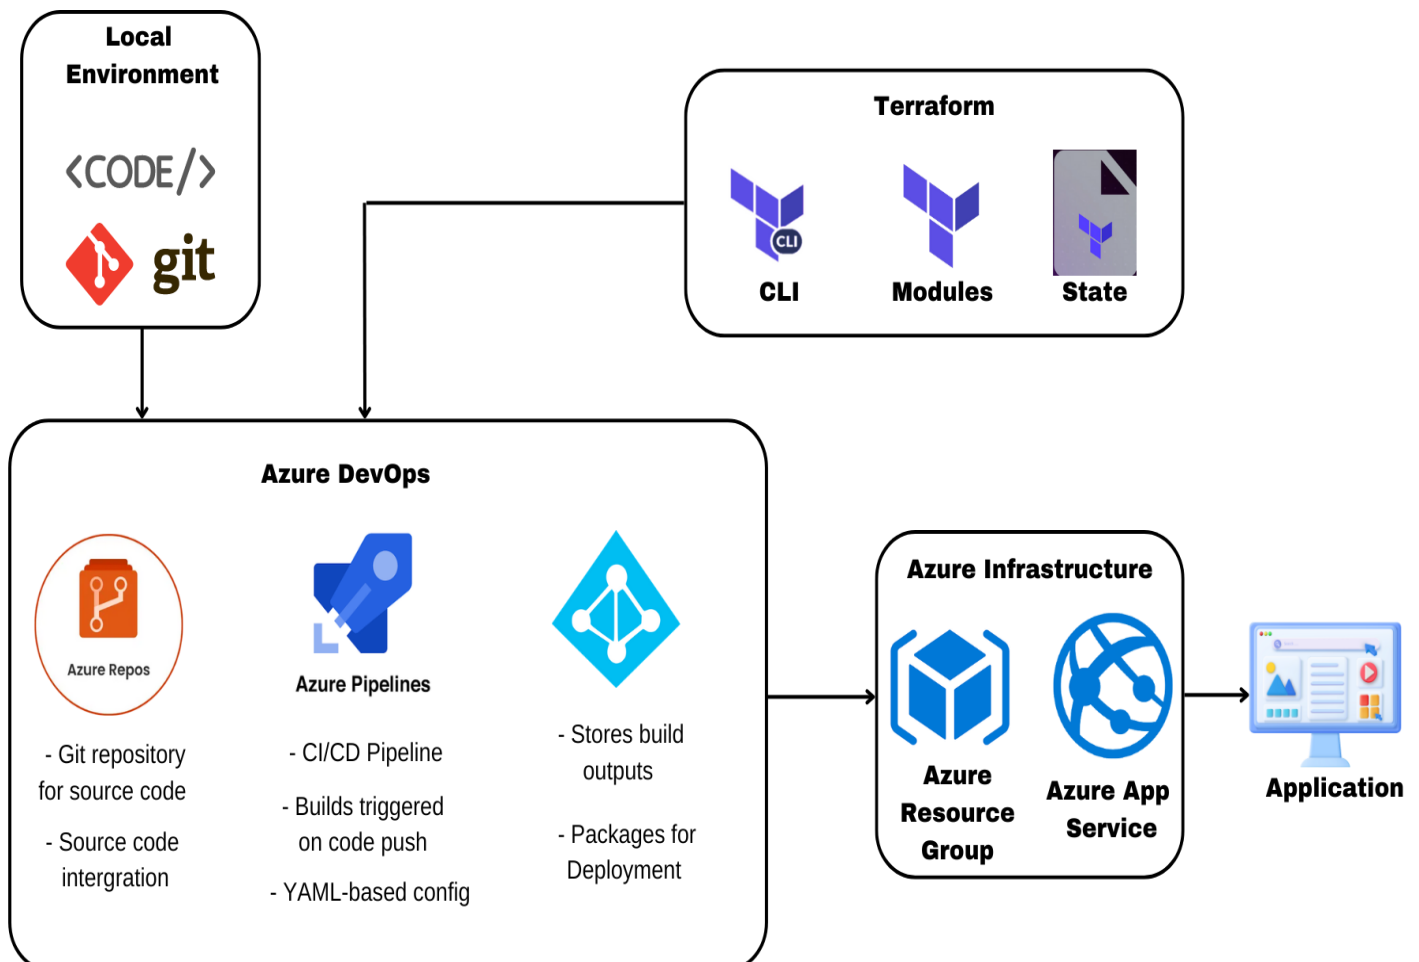 Local
Environment
<CODE/>
git
Terraform
CLI
CLI
Modules
State
Azure DevOps
Azure Repos
- Git repository
for source code
- Source code
intergration
Azure Pipelines
- CI/CD Pipeline
- Builds triggered
on code push
- YAML-based config
- Stores build
outputs
- Packages for
Deployment
Azure Infrastructure
Azure
Resource
Group
Azure App
Service
Application